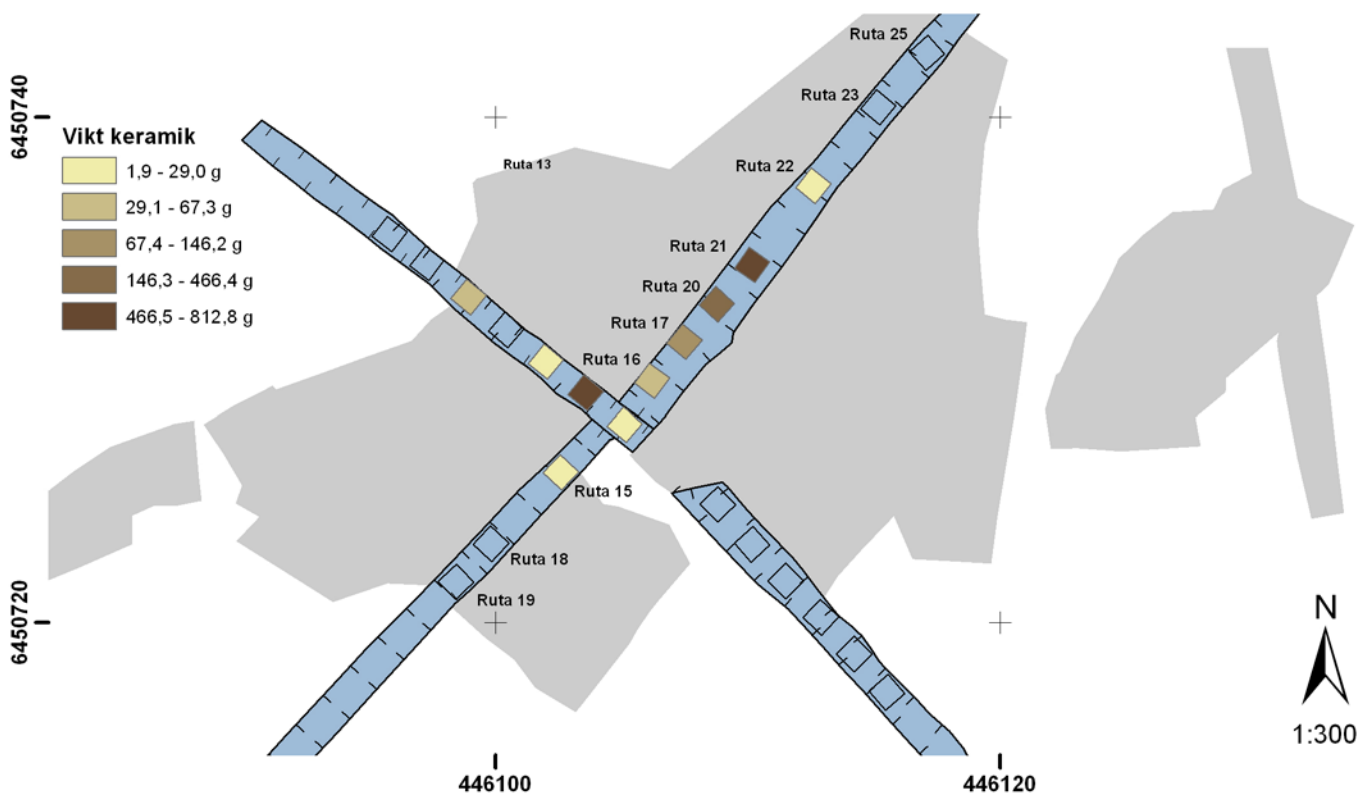 Ruta 25
6450740
Ruta 23
Vikt keramik
Ruta 13
Ruta 22
1,9 - 29,0 g
29,1 - 67,3 g
67,4 - 146,2 g
146,3 - 466,4 g
466,5 - 812,8 g
Ruta 21
Ruta 20
Ruta 17
Ruta 16
Ruta 15
Ruta 18
Ruta 19
6450720
N
1:300
446100
446120